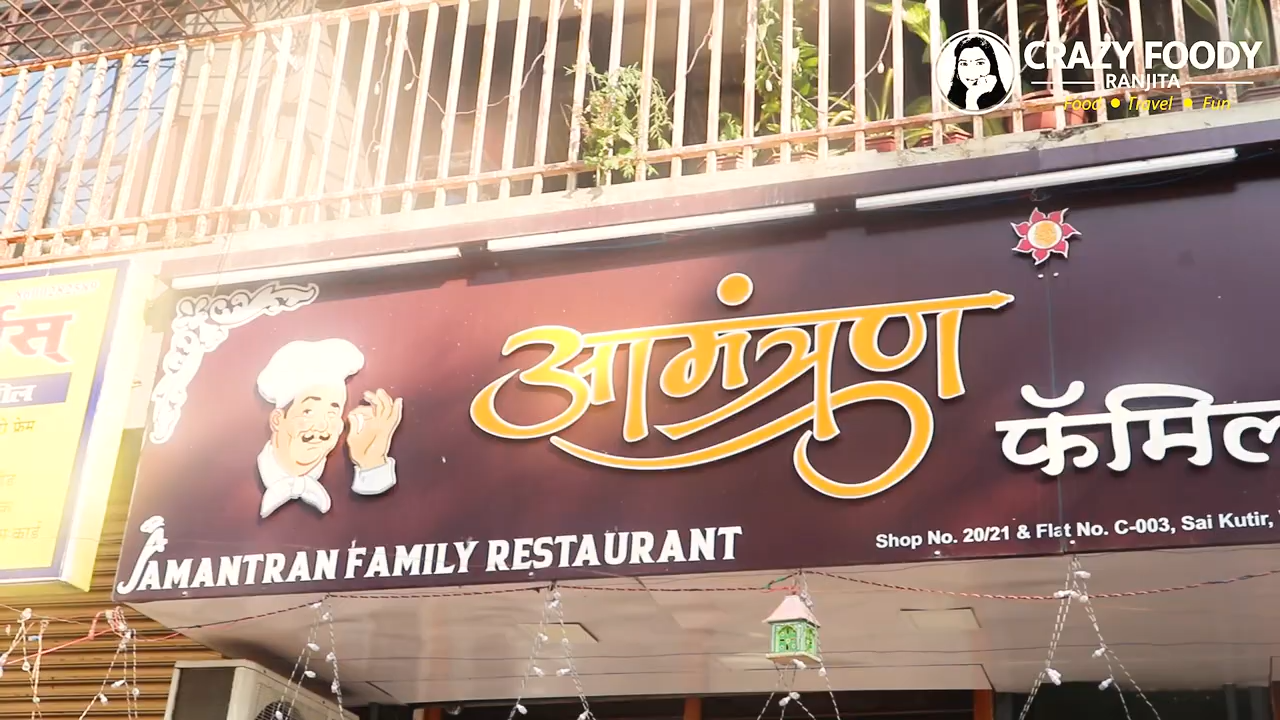 CRAZY FOODY
RANJITA
Food • Travel • Fun
आमंत्रण
फॅमिल
AMANTRAN FAMILY RESTAURANT
Shop No. 20/21 & Flat No. C-003, Sai Kutir,